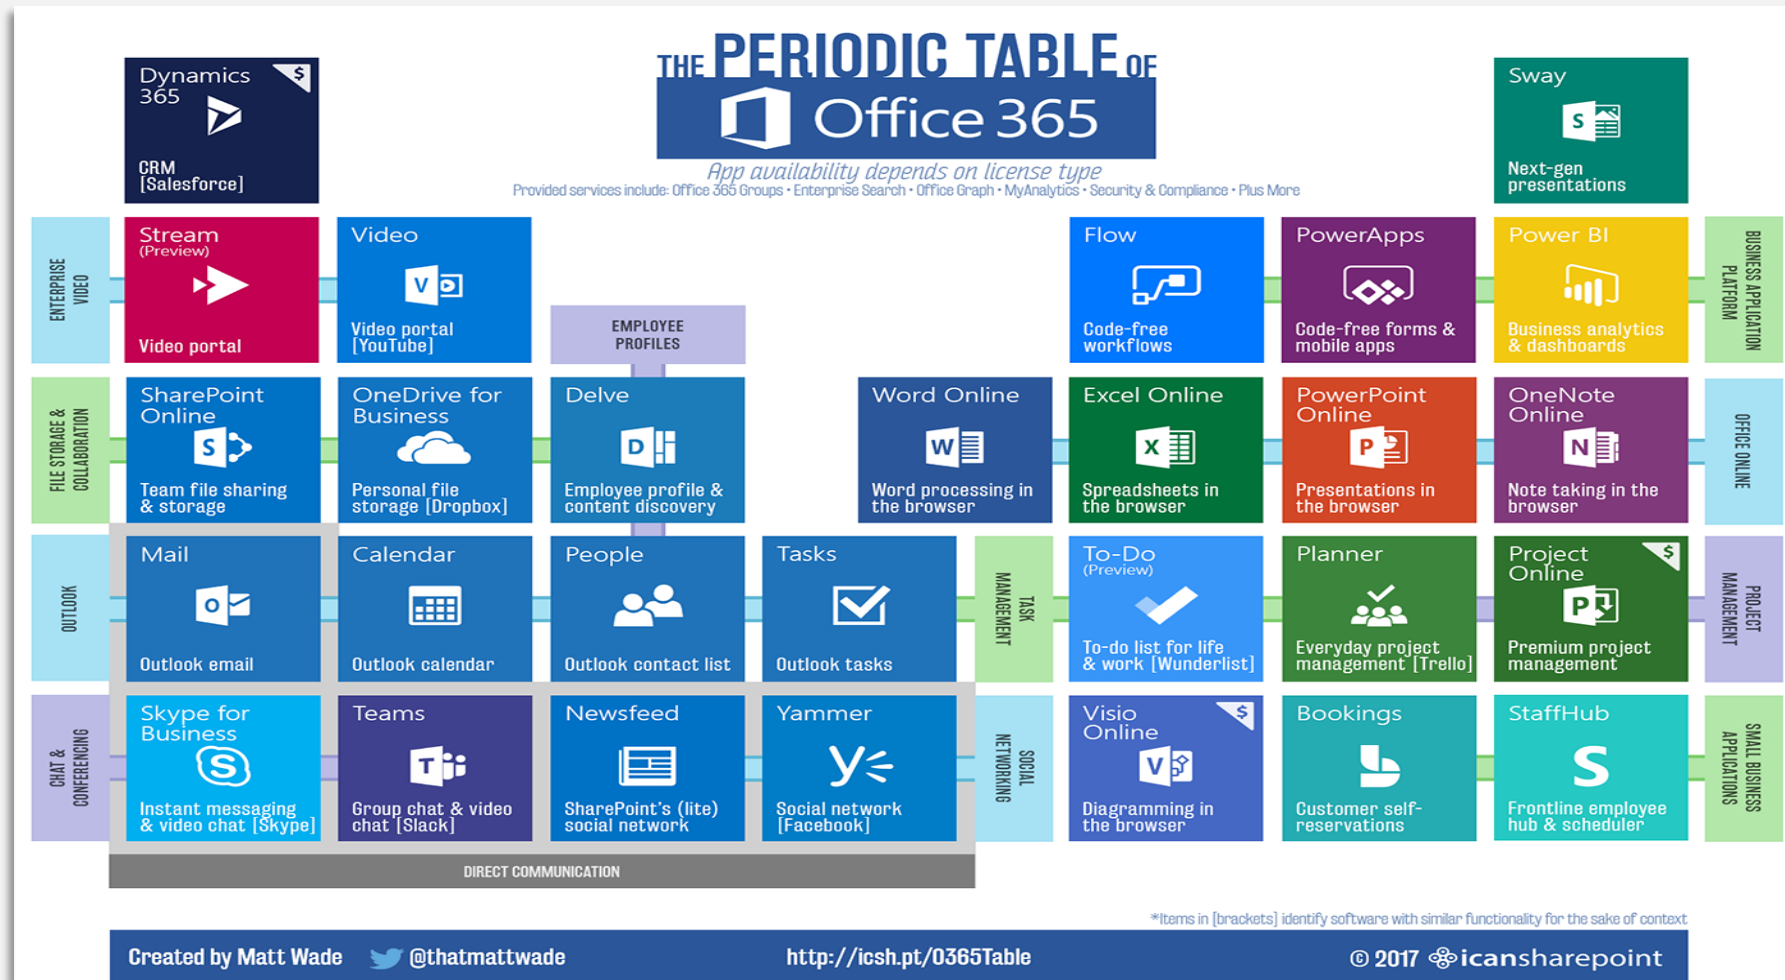 THE PERIODIC TABLE OF
Office 365
App availability depends on license type
Provided services include: Office 365 Groups • Enterprise Search • Office Graph • MyAnalytics • Security & Compliance • Plus More
Dynamics
365
$
CRM
[Salesforce]
Sway
S
Next-gen
presentations
ENTERPRISE
VIDEO
Stream
(Preview)
Video portal
Video
V
Video portal
[YouTube]
EMPLOYEE
PROFILES
Flow
Code-free
workflows
PowerApps
Code-free forms &
mobile apps
Power BI
Business analytics
& dashboards
BUSINESS APPLICATION
PLATFORM
FILE STORAGE &
COLLABORATION
SharePoint
Online
S
Team file sharing
& storage
OneDrive for
Business
Personal file
storage [Dropbox]
Delve
D
Employee profile &
content discovery
Word Online
W
Word processing in
the browser
Excel Online
X
Spreadsheets in
the browser
PowerPoint
Online
P
Presentations in
the browser
OneNote
Online
N
Note taking in the
browser
OFFICE ONLINE
OUTLOOK
Mail
O
Outlook email
Calendar
Outlook calendar
People
Outlook contact list
Tasks
Outlook tasks
TASK
MANAGEMENT
To-Do
(Preview)
To-do list for life
& work [Wunderlist]
Planner
Everyday project
management [Trello]
Project
Online
$
P
Premium project
management
PROJECT
MANAGEMENT
CHAT &
CONFERENCING
Skype for
Business
S
Instant messaging
& video chat [Skype]
Teams
T
Group chat & video
chat [Slack]
Newsfeed
SharePoint's (lite)
social network
Yammer
y
Social network
[Facebook]
SOCIAL
NETWORKING
Visio
Online
$
V
Diagramming in
the browser
Bookings
b
Customer self-
reservations
StaffHub
S
Frontline employee
hub & scheduler
SMALL BUSINESS
APPLICATIONS
DIRECT COMMUNICATION
*Items in [brackets] identify software with similar functionality for the sake of context
Created by Matt Wade @thatmattwade http://icsh.pt/O365Table © 2017 icansharepoint